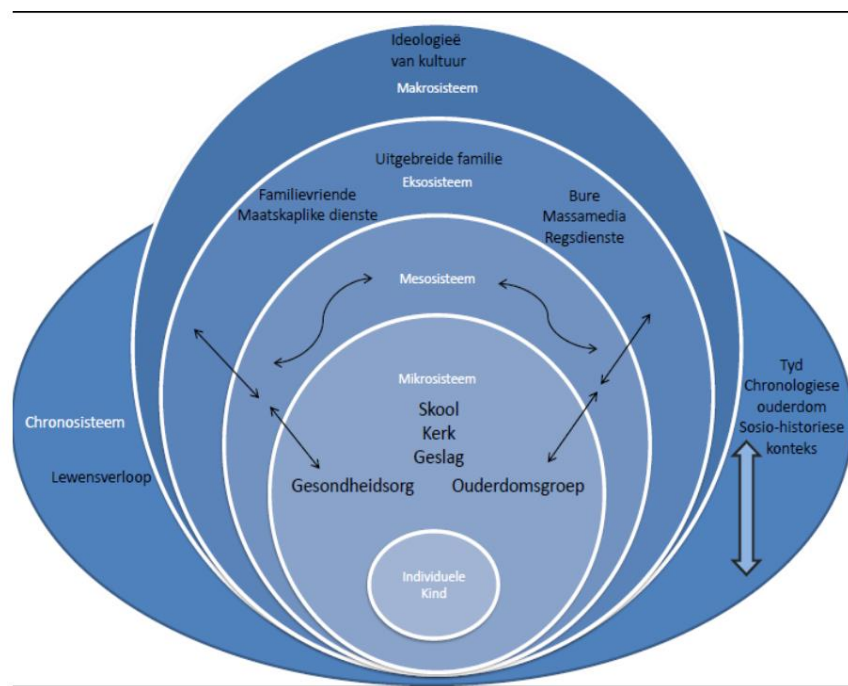 Ideologieë
van kultuur
Makrosisteem
Uitgebreide familie
Eksosisteem
Familievriende
Maatskaplike dienste
Bure
Massamedia
Regsdienste
Mesosisteem
Mikrosisteem
Skool
Kerk
Geslag
Gesondheidsorg
Ouderdomsgroep
Individuele
Kind
Chronosisteem
Lewensverloop
Tyd
Chronologiese
ouderdom
Sosio-historiese
konteks